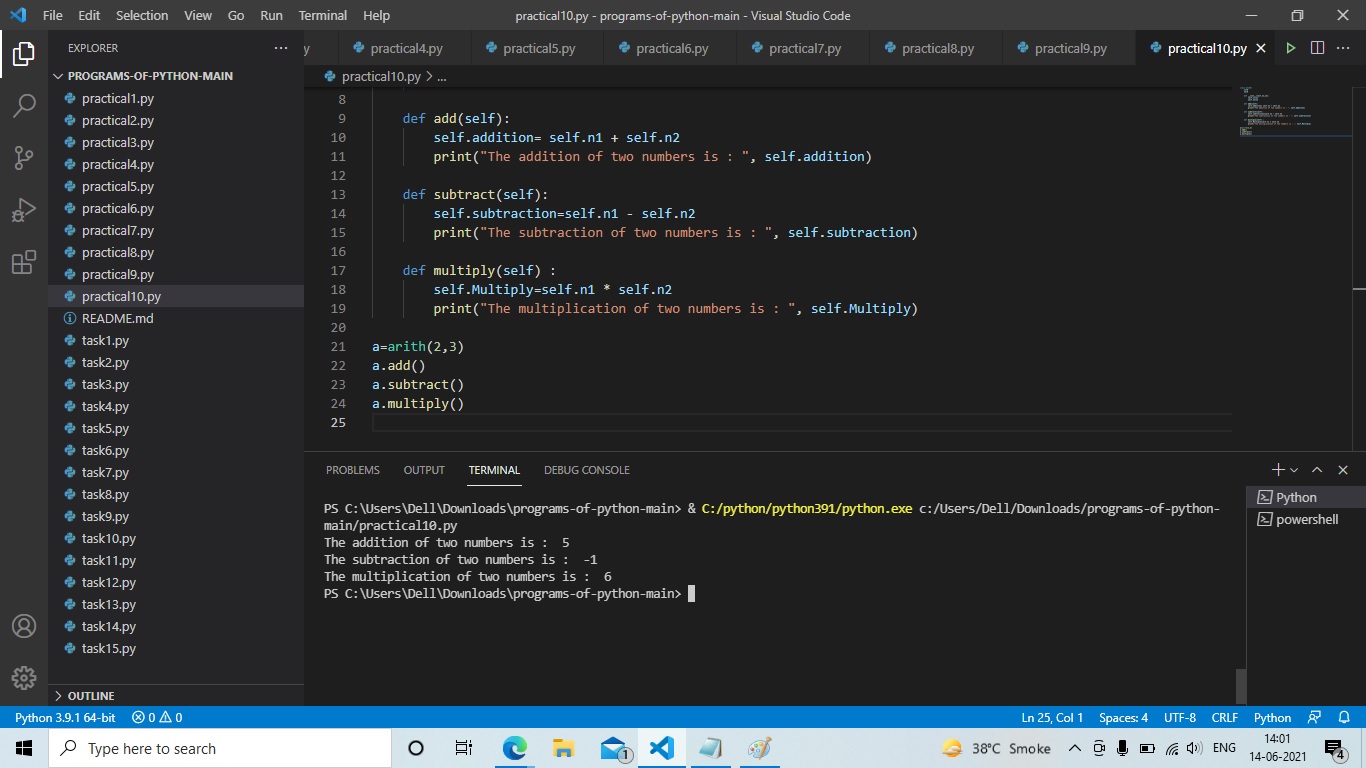 File Edit Selection View Go Run Terminal Help practical10.py - programs-of-python-main - Visual Studio Code
EXPLORER
PROGRAMS-OF-PYTHON-MAIN
practical1.py
practical2.py
practical3.py
practical4.py
practical5.py
practical6.py
practical7.py
practical8.py
practical9.py
practical10.py
README.md
task1.py
task2.py
task3.py
task4.py
task5.py
task6.py
task7.py
task8.py
task9.py
task10.py
task11.py
task12.py
task13.py
task14.py
task15.py
OUTLINE
y practical4.py practical5.py practical6.py practical7.py practical8.py practical9.py practical10.py
practical10.py > ...
8
9 def add(self):
10 self.addition= self.n1 + self.n2
11 print("The addition of two numbers is : ", self.addition)
12
13 def subtract(self):
14 self.subtraction=self.n1 - self.n2
15 print("The subtraction of two numbers is : ", self.subtraction)
16
17 def multiply(self) :
18 self.Multiply=self.n1 * self.n2
19 print("The multiplication of two numbers is : ", self.Multiply)
20
21 a=arith(2,3)
22 a.add()
23 a.subtract()
24 a.multiply()
25
PROBLEMS OUTPUT TERMINAL DEBUG CONSOLE
PS C:\Users\Dell\Downloads\programs-of-python-main> & C:/python/python391/python.exe c:/Users/Dell/Downloads/programs-of-python-
main/practical10.py
The addition of two numbers is :  5
The subtraction of two numbers is :  -1
The multiplication of two numbers is :  6
PS C:\Users\Dell\Downloads\programs-of-python-main>
Python
powershell
Python 3.9.1 64-bit 0 0 Ln 25, Col 1 Spaces: 4 UTF-8 CRLF Python
Type here to search 1 38°C Smoke ENG 14:01 4
14-06-2021